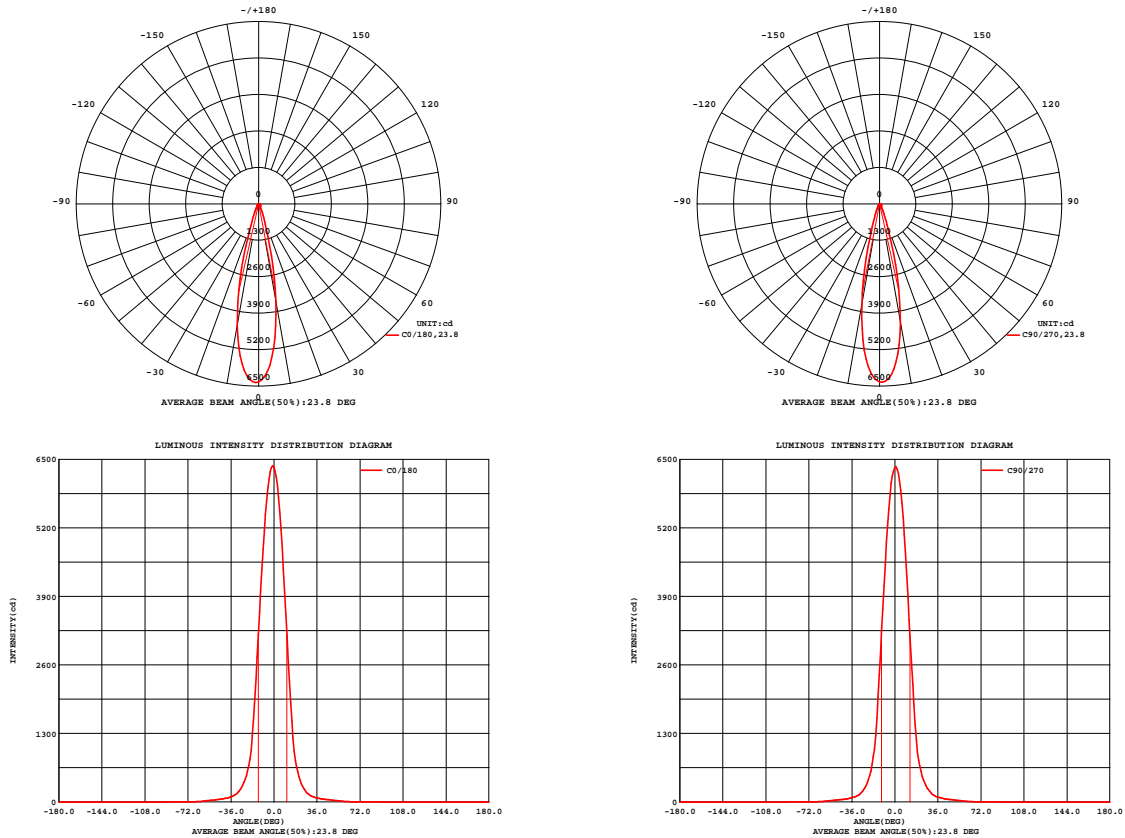 -/+180
-150
150
-120
120
-90
0
90
1300
-60
2600
60
3900
UNIT:cd
C0/180,23.8
5200
-30
30
6500
0
AVERAGE BEAM ANGLE(50%):23.8 DEG
-/+180
-150
150
-120
120
-90
0
90
1300
-60
2600
60
3900
UNIT:cd
C90/270,23.8
5200
-30
30
6500
0
AVERAGE BEAM ANGLE(50%):23.8 DEG
LUMINOUS INTENSITY DISTRIBUTION DIAGRAM
6500
C0/180
5200
3900
INTENSITY(cd)
2600
1300
0
-180.0 -144.0 -108.0 -72.0 -36.0 0.0 36.0 72.0 108.0 144.0 180.0
ANGLE(DEG)
AVERAGE BEAM ANGLE(50%):23.8 DEG
LUMINOUS INTENSITY DISTRIBUTION DIAGRAM
6500
C90/270
5200
3900
INTENSITY(cd)
2600
1300
0
-180.0 -144.0 -108.0 -72.0 -36.0 0.0 36.0 72.0 108.0 144.0 180.0
ANGLE(DEG)
AVERAGE BEAM ANGLE(50%):23.8 DEG